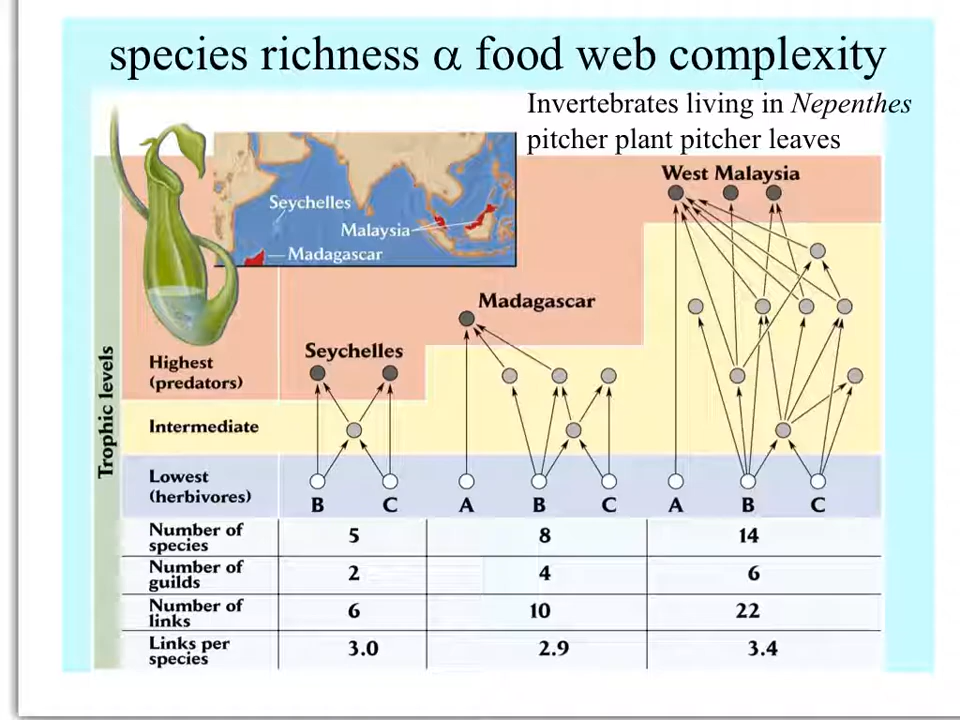 species richness α food web complexity
Invertebrates living in Nepenthes
pitcher plant pitcher leaves
West Malaysia
Seychelles
Malaysia
Madagascar
Madagascar
Seychelles
Trophic levels
Highest
(predators)
Intermediate
Lowest
(herbivores)
B C A B C A B C
Number of
species 5 8 14
Number of
guilds 2 4 6
Number of
links 6 10 22
Links per
species 3.0 2.9 3.4